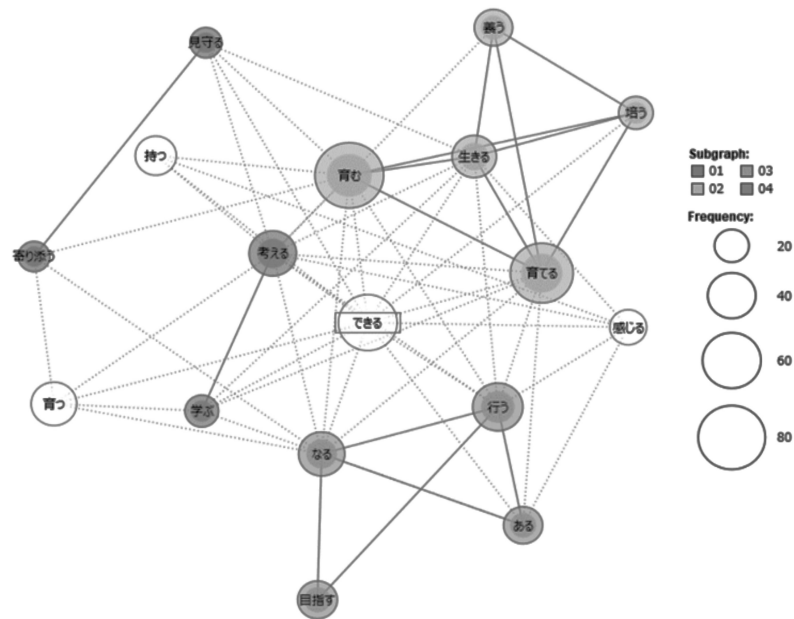 見守る
養う
培う
持つ
生きる
育む
寄り添う
考える
育てる
できる
感じる
育つ
学ぶ
行う
なる
ある
目指す
Subgraph:
01 03
02 04
Frequency:
20
40
60
80